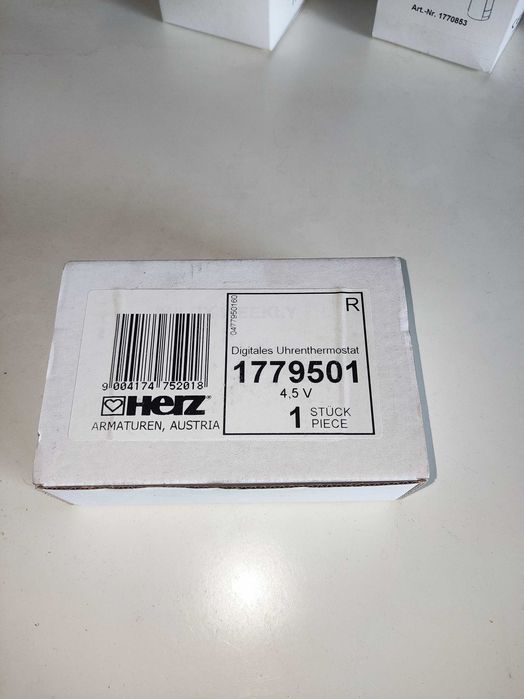 Art.-Nr. 1770853
R
0477950160
Digitales Uhrenthermostat
1779501
4,5 V
1 STÜCK
PIECE
9 004174 752018
HERZ®
ARMATUREN, AUSTRIA